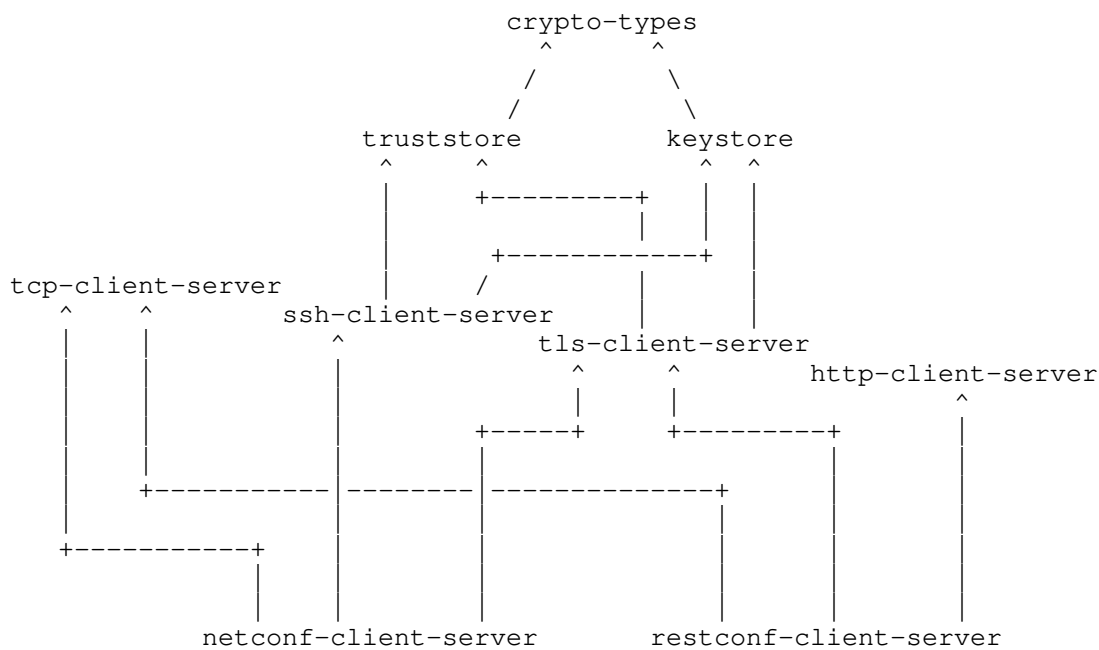 crypto-types
truststore keystore
tcp-client-server
ssh-client-server
tls-client-server
http-client-server
netconf-client-server restconf-client-server